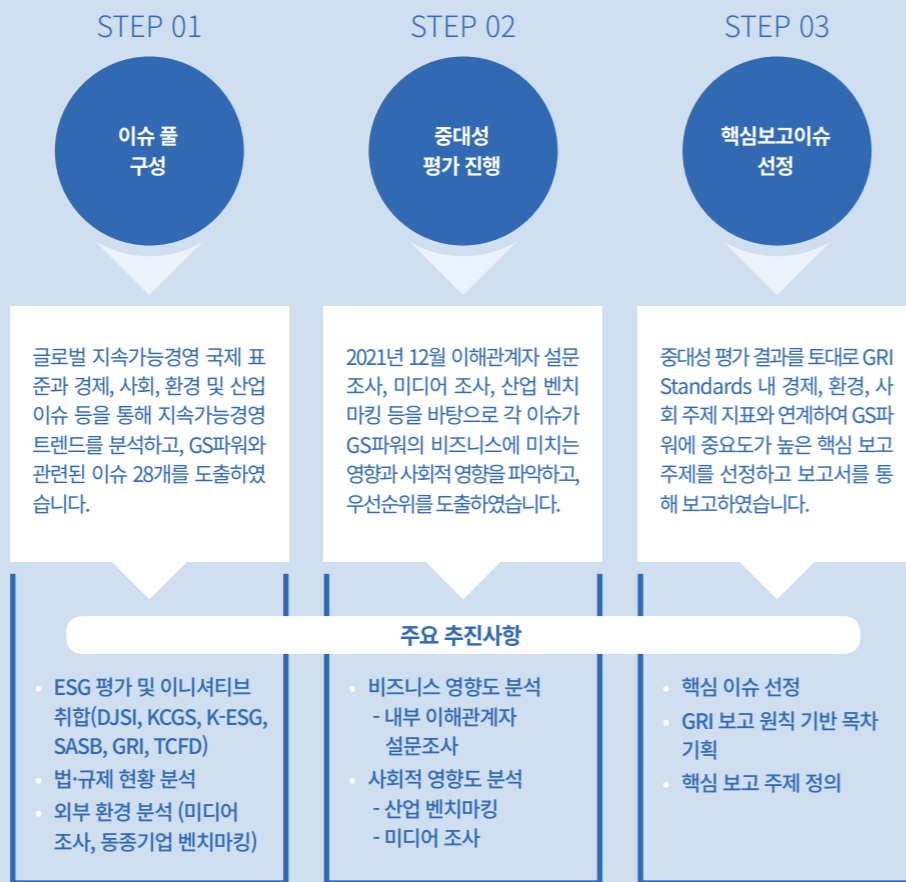 STEP 01
이슈 풀
구성
글로벌 지속가능경영 국제 표
준과 경제, 사회, 환경 및 산업
이슈 등을 통해 지속가능경영
트렌드를 분석하고, GS파워와
관련된 이슈 28개를 도출하였
습니다.
STEP 02
중대성
평가 진행
2021년 12월 이해관계자 설문
조사, 미디어 조사, 산업 벤치
마킹 등을 바탕으로 각 이슈가
GS파워의 비즈니스에 미치는
영향과 사회적 영향을 파악하고,
우선순위를 도출하였습니다.
STEP 03
핵심보고이슈
선정
중대성 평가 결과를 토대로 GRI
Standards 내 경제, 환경, 사
회 주제 지표와 연계하여 GS파
워에 중요도가 높은 핵심 보고
주제를 선정하고 보고서를 통
해 보고하였습니다.
주요 추진사항
• ESG 평가 및 이니셔티브
취합(DJSI, KCGS, K-ESG,
SASB, GRI, TCFD)
• 법·규제 현황 분석
• 외부 환경 분석 (미디어
조사, 동종기업 벤치마킹)
• 비즈니스 영향도 분석
- 내부 이해관계자
설문조사
• 사회적 영향도 분석
- 산업 벤치마킹
- 미디어 조사
• 핵심 이슈 선정
• GRI 보고 원칙 기반 목차
기획
• 핵심 보고 주제 정의